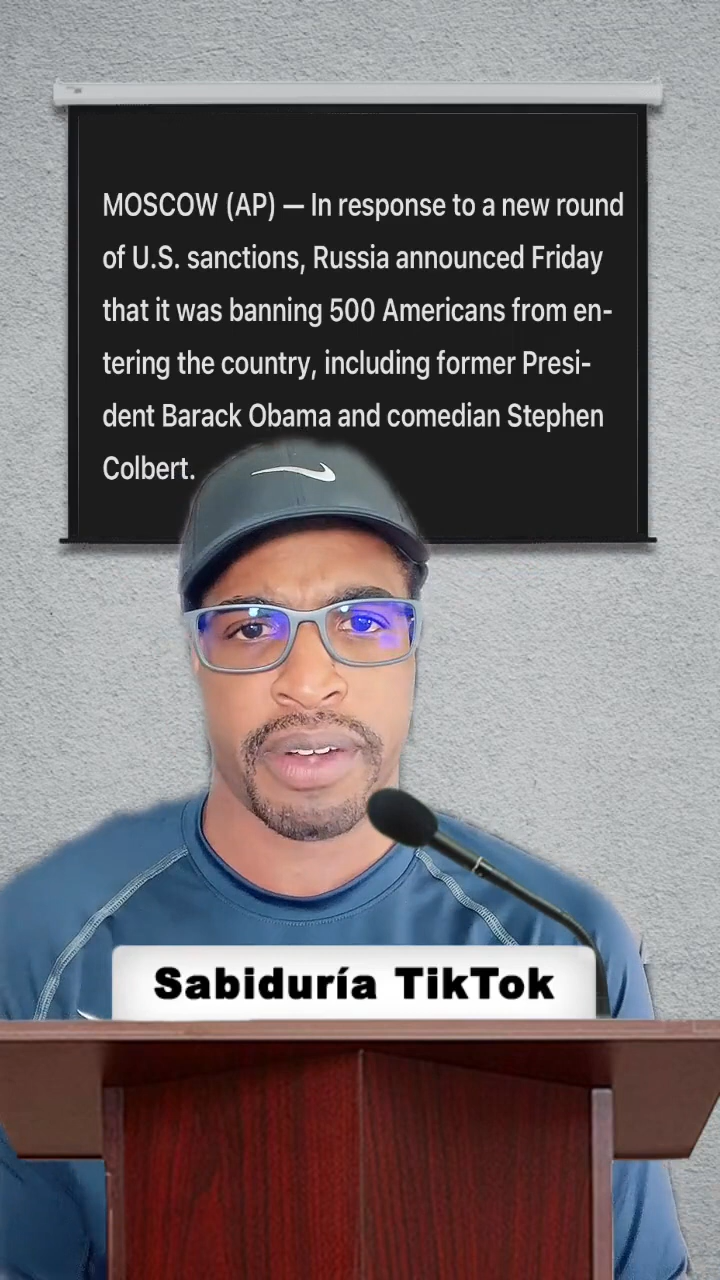 MOSCOW (AP) — In response to a new round
of U.S. sanctions, Russia announced Friday
that it was banning 500 Americans from en-
tering the country, including former Presi-
dent Barack Obama and comedian Stephen
Colbert.
Sabiduría TikTok